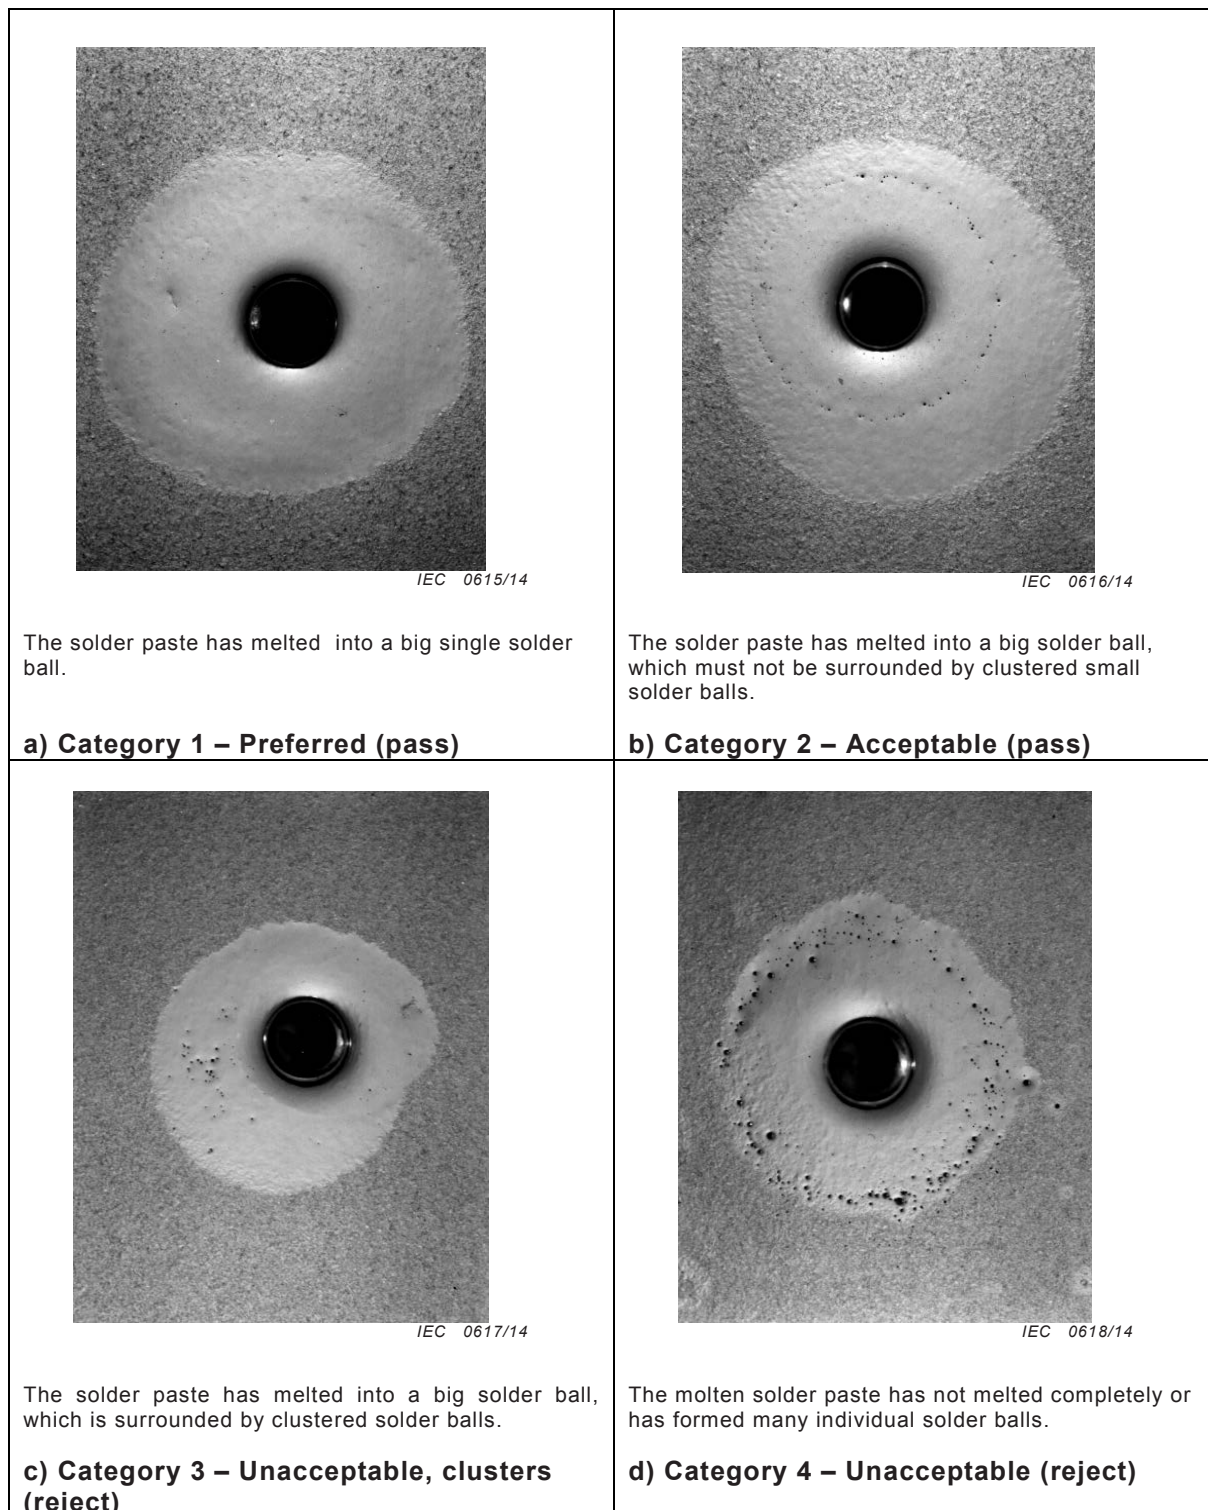 IEC 0615/14
The solder paste has melted into a big single solder
ball.
a) Category 1 – Preferred (pass)
IEC 0616/14
The solder paste has melted into a big solder ball,
which must not be surrounded by clustered small
solder balls.
b) Category 2 – Acceptable (pass)
IEC 0617/14
The solder paste has melted into a big solder ball,
which is surrounded by clustered solder balls.
c) Category 3 – Unacceptable, clusters
(reject)
IEC 0618/14
The molten solder paste has not melted completely or
has formed many individual solder balls.
d) Category 4 – Unacceptable (reject)